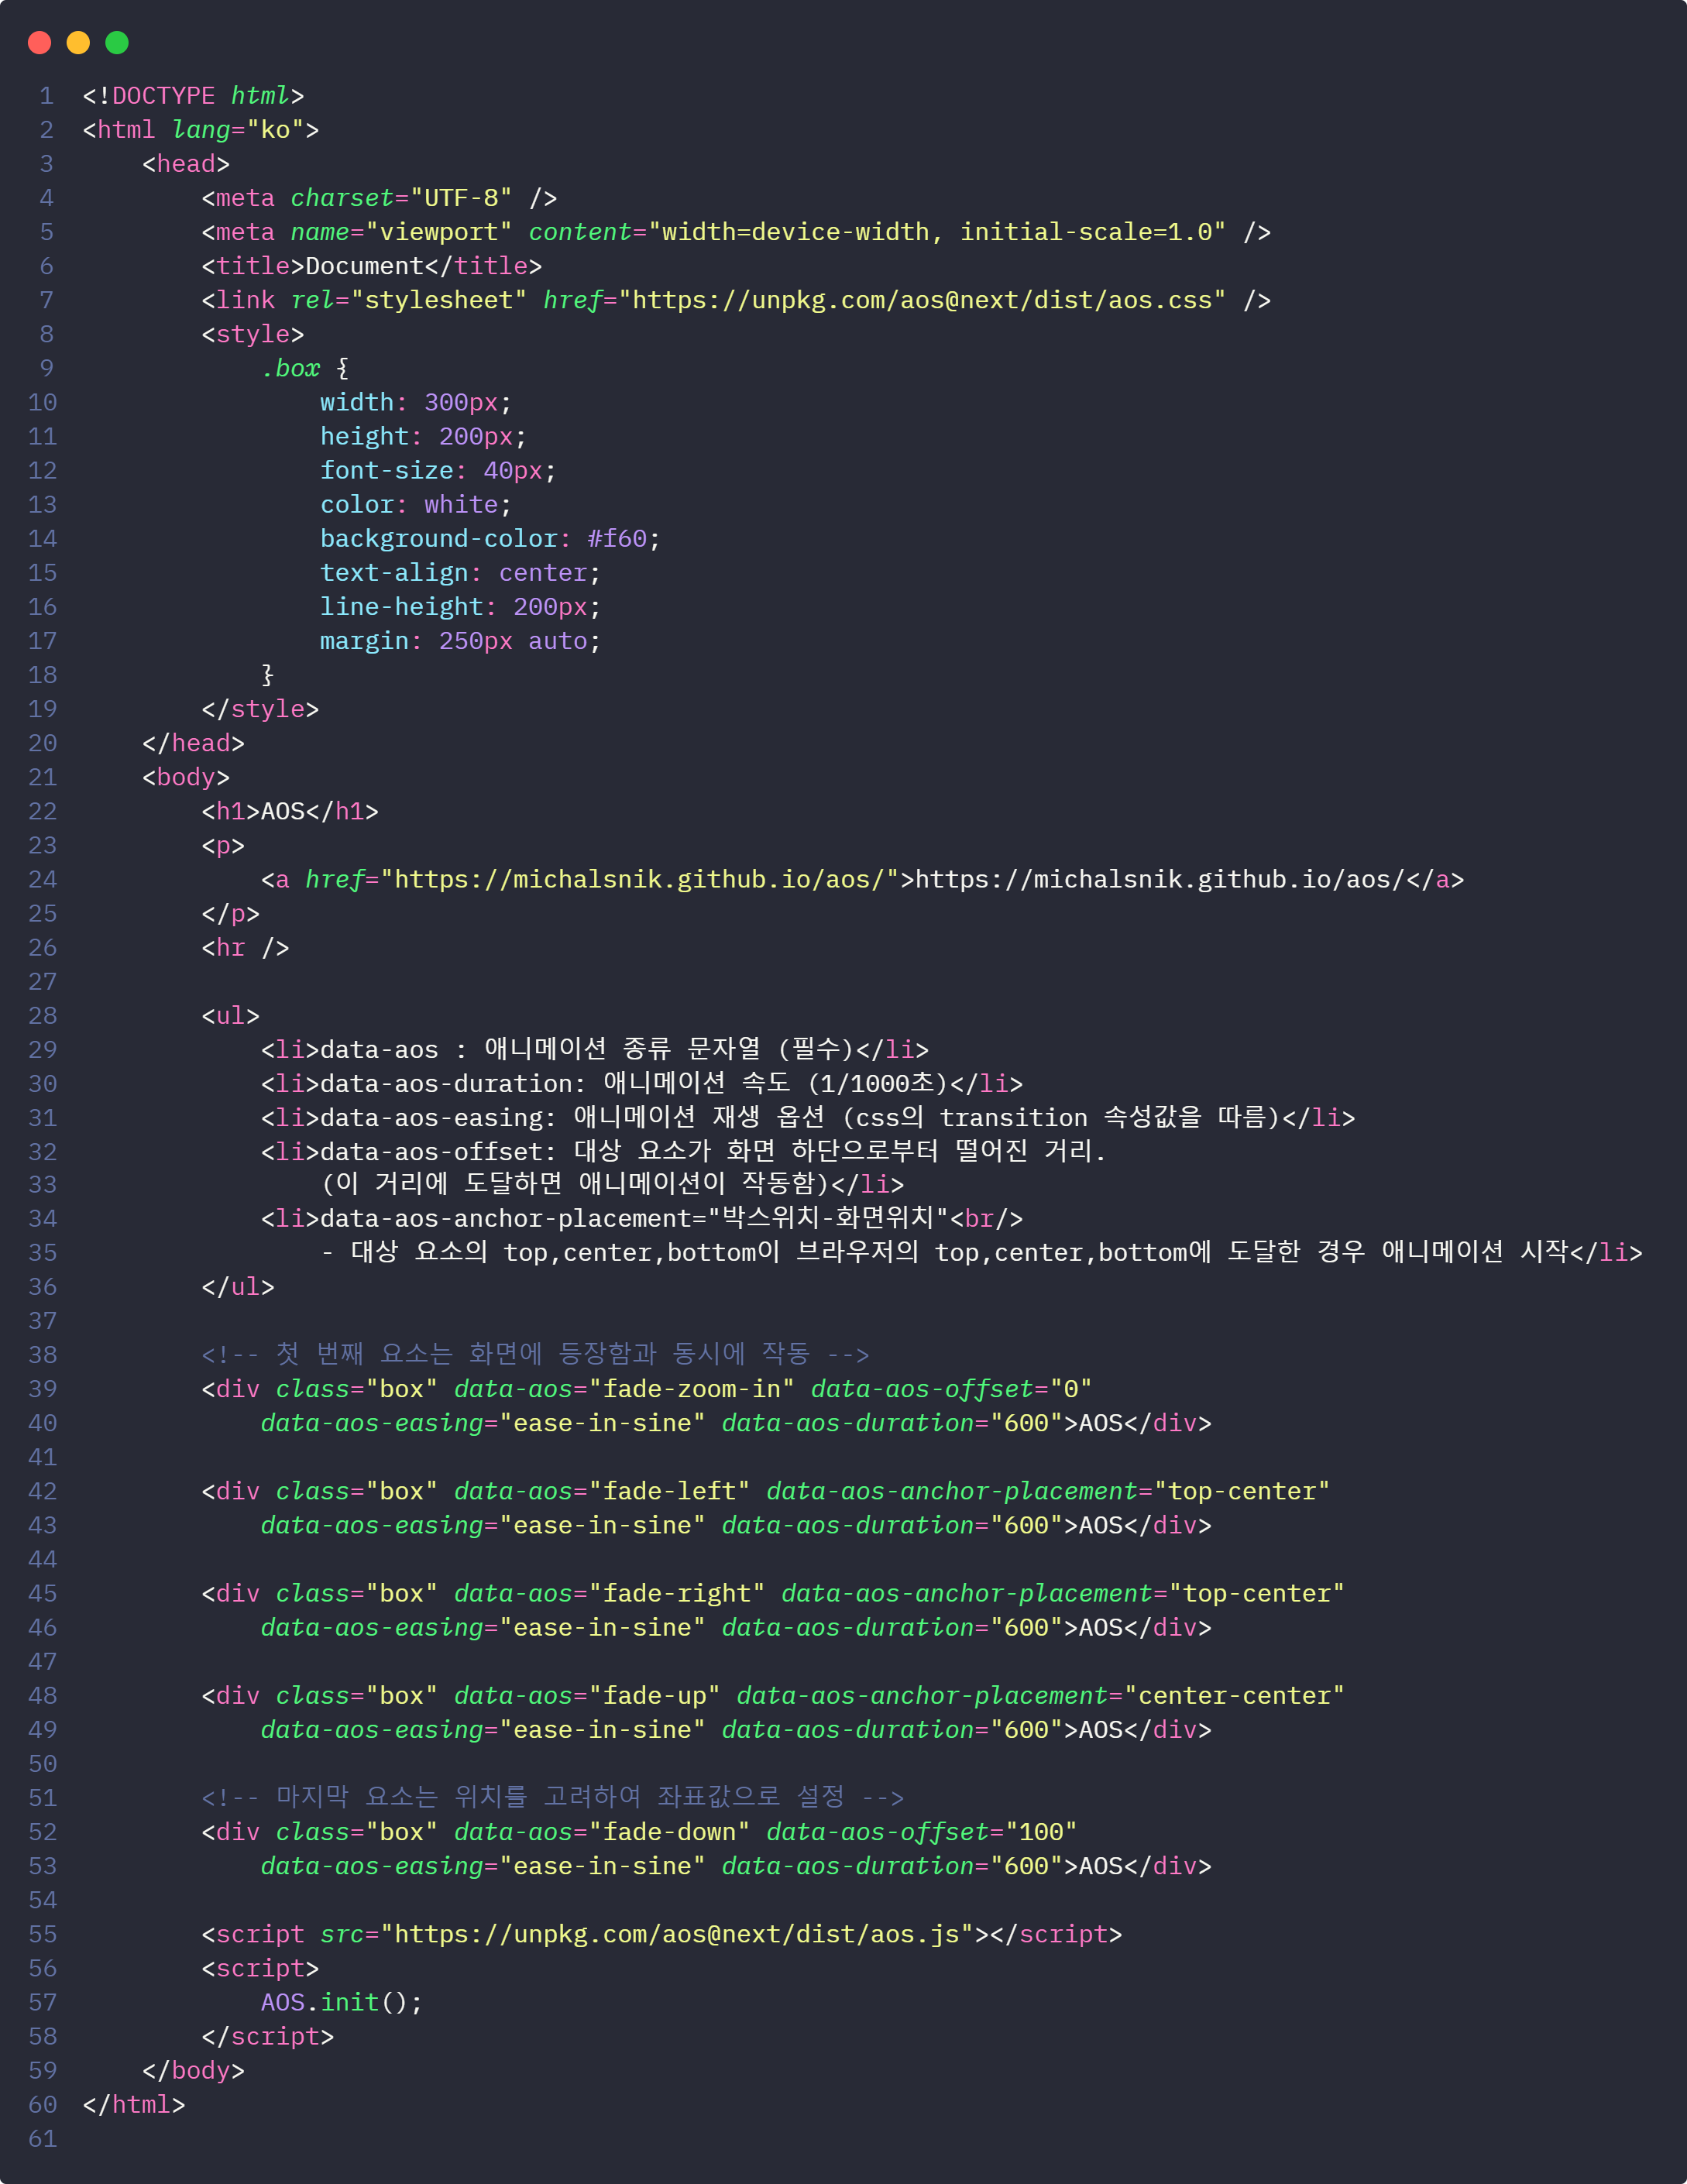 1 <!DOCTYPE html>
2 <html lang="ko">
3     <head>
4         <meta charset="UTF-8" />
5         <meta name="viewport" content="width=device-width, initial-scale=1.0" />
6         <title>Document</title>
7         <link rel="stylesheet" href="https://unpkg.com/aos@next/dist/aos.css" />
8         <style>
9             .box {
10                 width: 300px;
11                 height: 200px;
12                 font-size: 40px;
13                 color: white;
14                 background-color: #f60;
15                 text-align: center;
16                 line-height: 200px;
17                 margin: 250px auto;
18             }
19         </style>
20     </head>
21     <body>
22         <h1>AOS</h1>
23         <p>
24             <a href="https://michalsnik.github.io/aos/">https://michalsnik.github.io/aos/</a>
25         </p>
26         <hr />
27
28         <ul>
29             <li>data-aos : 애니메이션 종류 문자열 (필수)</li>
30             <li>data-aos-duration: 애니메이션 속도 (1/1000초)</li>
31             <li>data-aos-easing: 애니메이션 재생 옵션 (css의 transition 속성값을 따름)</li>
32             <li>data-aos-offset: 대상 요소가 화면 하단으로부터 떨어진 거리.
33                 (이 거리에 도달하면 애니메이션이 작동함)</li>
34             <li>data-aos-anchor-placement="박스위치-화면위치"<br/>
35                 - 대상 요소의 top,center,bottom이 브라우저의 top,center,bottom에 도달한 경우 애니메이션 시작</li>
36         </ul>
37
38         <!-- 첫 번째 요소는 화면에 등장함과 동시에 작동 -->
39         <div class="box" data-aos="fade-zoom-in" data-aos-offset="0"
40             data-aos-easing="ease-in-sine" data-aos-duration="600">AOS</div>
41
42         <div class="box" data-aos="fade-left" data-aos-anchor-placement="top-center"
43             data-aos-easing="ease-in-sine" data-aos-duration="600">AOS</div>
44
45         <div class="box" data-aos="fade-right" data-aos-anchor-placement="top-center"
46             data-aos-easing="ease-in-sine" data-aos-duration="600">AOS</div>
47
48         <div class="box" data-aos="fade-up" data-aos-anchor-placement="center-center"
49             data-aos-easing="ease-in-sine" data-aos-duration="600">AOS</div>
50
51         <!-- 마지막 요소는 위치를 고려하여 좌표값으로 설정 -->
52         <div class="box" data-aos="fade-down" data-aos-offset="100"
53             data-aos-easing="ease-in-sine" data-aos-duration="600">AOS</div>
54
55         <script src="https://unpkg.com/aos@next/dist/aos.js"></script>
56         <script>
57             AOS.init();
58         </script>
59     </body>
60 </html>
61